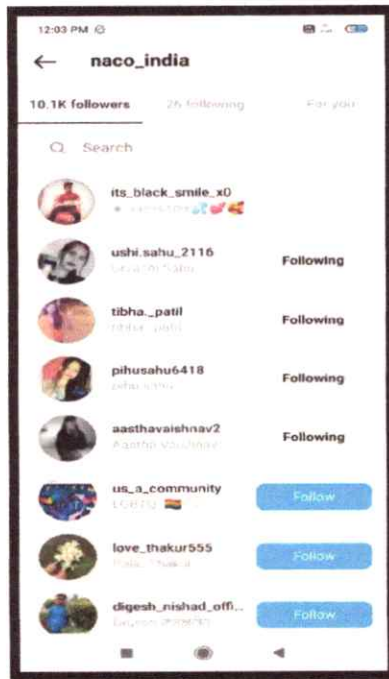 12:03 PM
naco_india
10.1K followers 26 following For you
Search
its_black_smile_x0
ushi.sahu_2116
Following
tibha._patil
Following
pihusahu6418
Following
aasthavaishnav2
Following
us_a_community
LGBTQ
Follow
love_thakur555
Follow
digesh_nishad_offi...
Follow